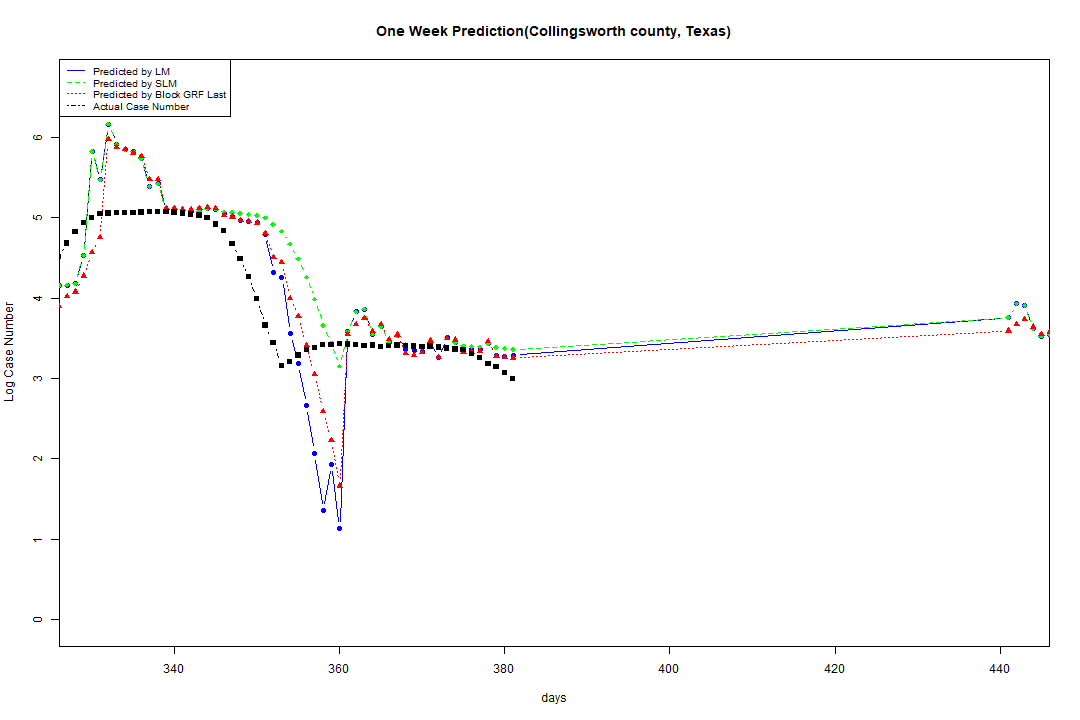 One Week Prediction(Collingsworth county, Texas)
Predicted by LM
Predicted by SLM
Predicted by Block GRF Last
Actual Case Number
6
5
4
3
2
1
0
Log Case Number
340
360
380
400
420
440
days